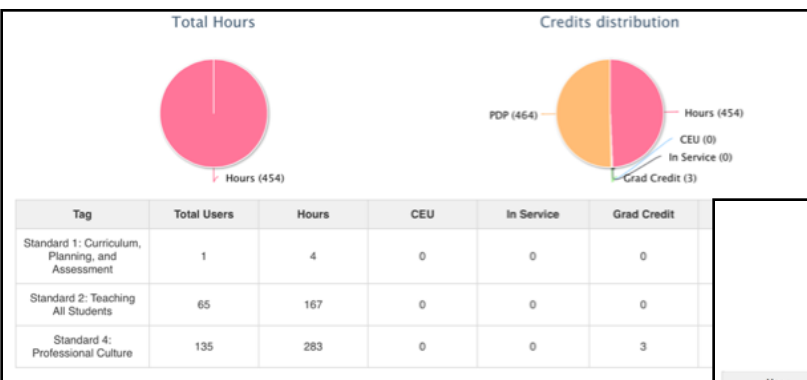 Total Hours
Credits distribution
Hours (454)
PDP (464)
Hours (454)
CEU (0)
In Service (0)
Grad Credit (3)
Tag Total Users Hours CEU In Service Grad Credit
Standard 1: Curriculum,
Planning, and
Assessment
1 4 0 0 0
Standard 2: Teaching
All Students
65 167 0 0 0
Standard 4:
Professional Culture
135 283 0 0 3